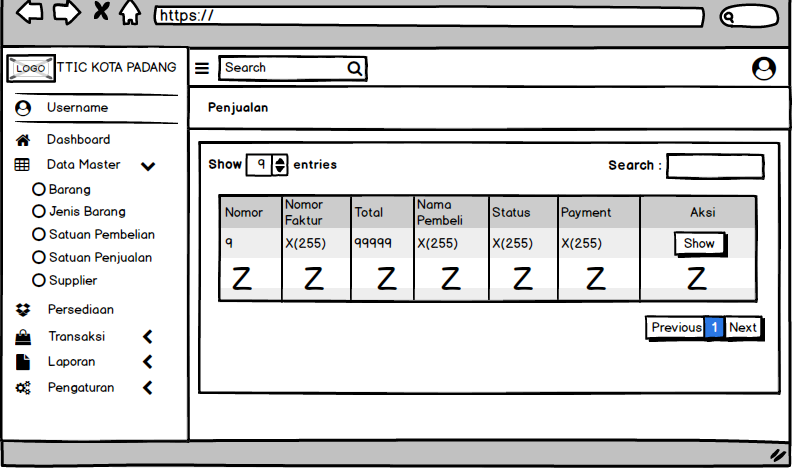 https://
LOGO TTIC KOTA PADANG
Search
Username
Penjualan
Dashboard
Data Master
Barang
Jenis Barang
Satuan Pembelian
Satuan Penjualan
Supplier
Persediaan
Transaksi
Laporan
Pengaturan
Show 9 entries
Search :
Nomor Nomor Faktur Total Nama Pembeli Status Payment Aksi
9 X(255) 99999 X(255) X(255) X(255) Show
Z Z Z Z Z Z Z
Previous 1 Next